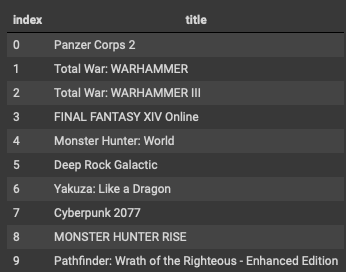 index title
0 Panzer Corps 2
1 Total War: WARHAMMER
2 Total War: WARHAMMER III
3 FINAL FANTASY XIV Online
4 Monster Hunter: World
5 Deep Rock Galactic
6 Yakuza: Like a Dragon
7 Cyberpunk 2077
8 MONSTER HUNTER RISE
9 Pathfinder: Wrath of the Righteous - Enhanced Edition